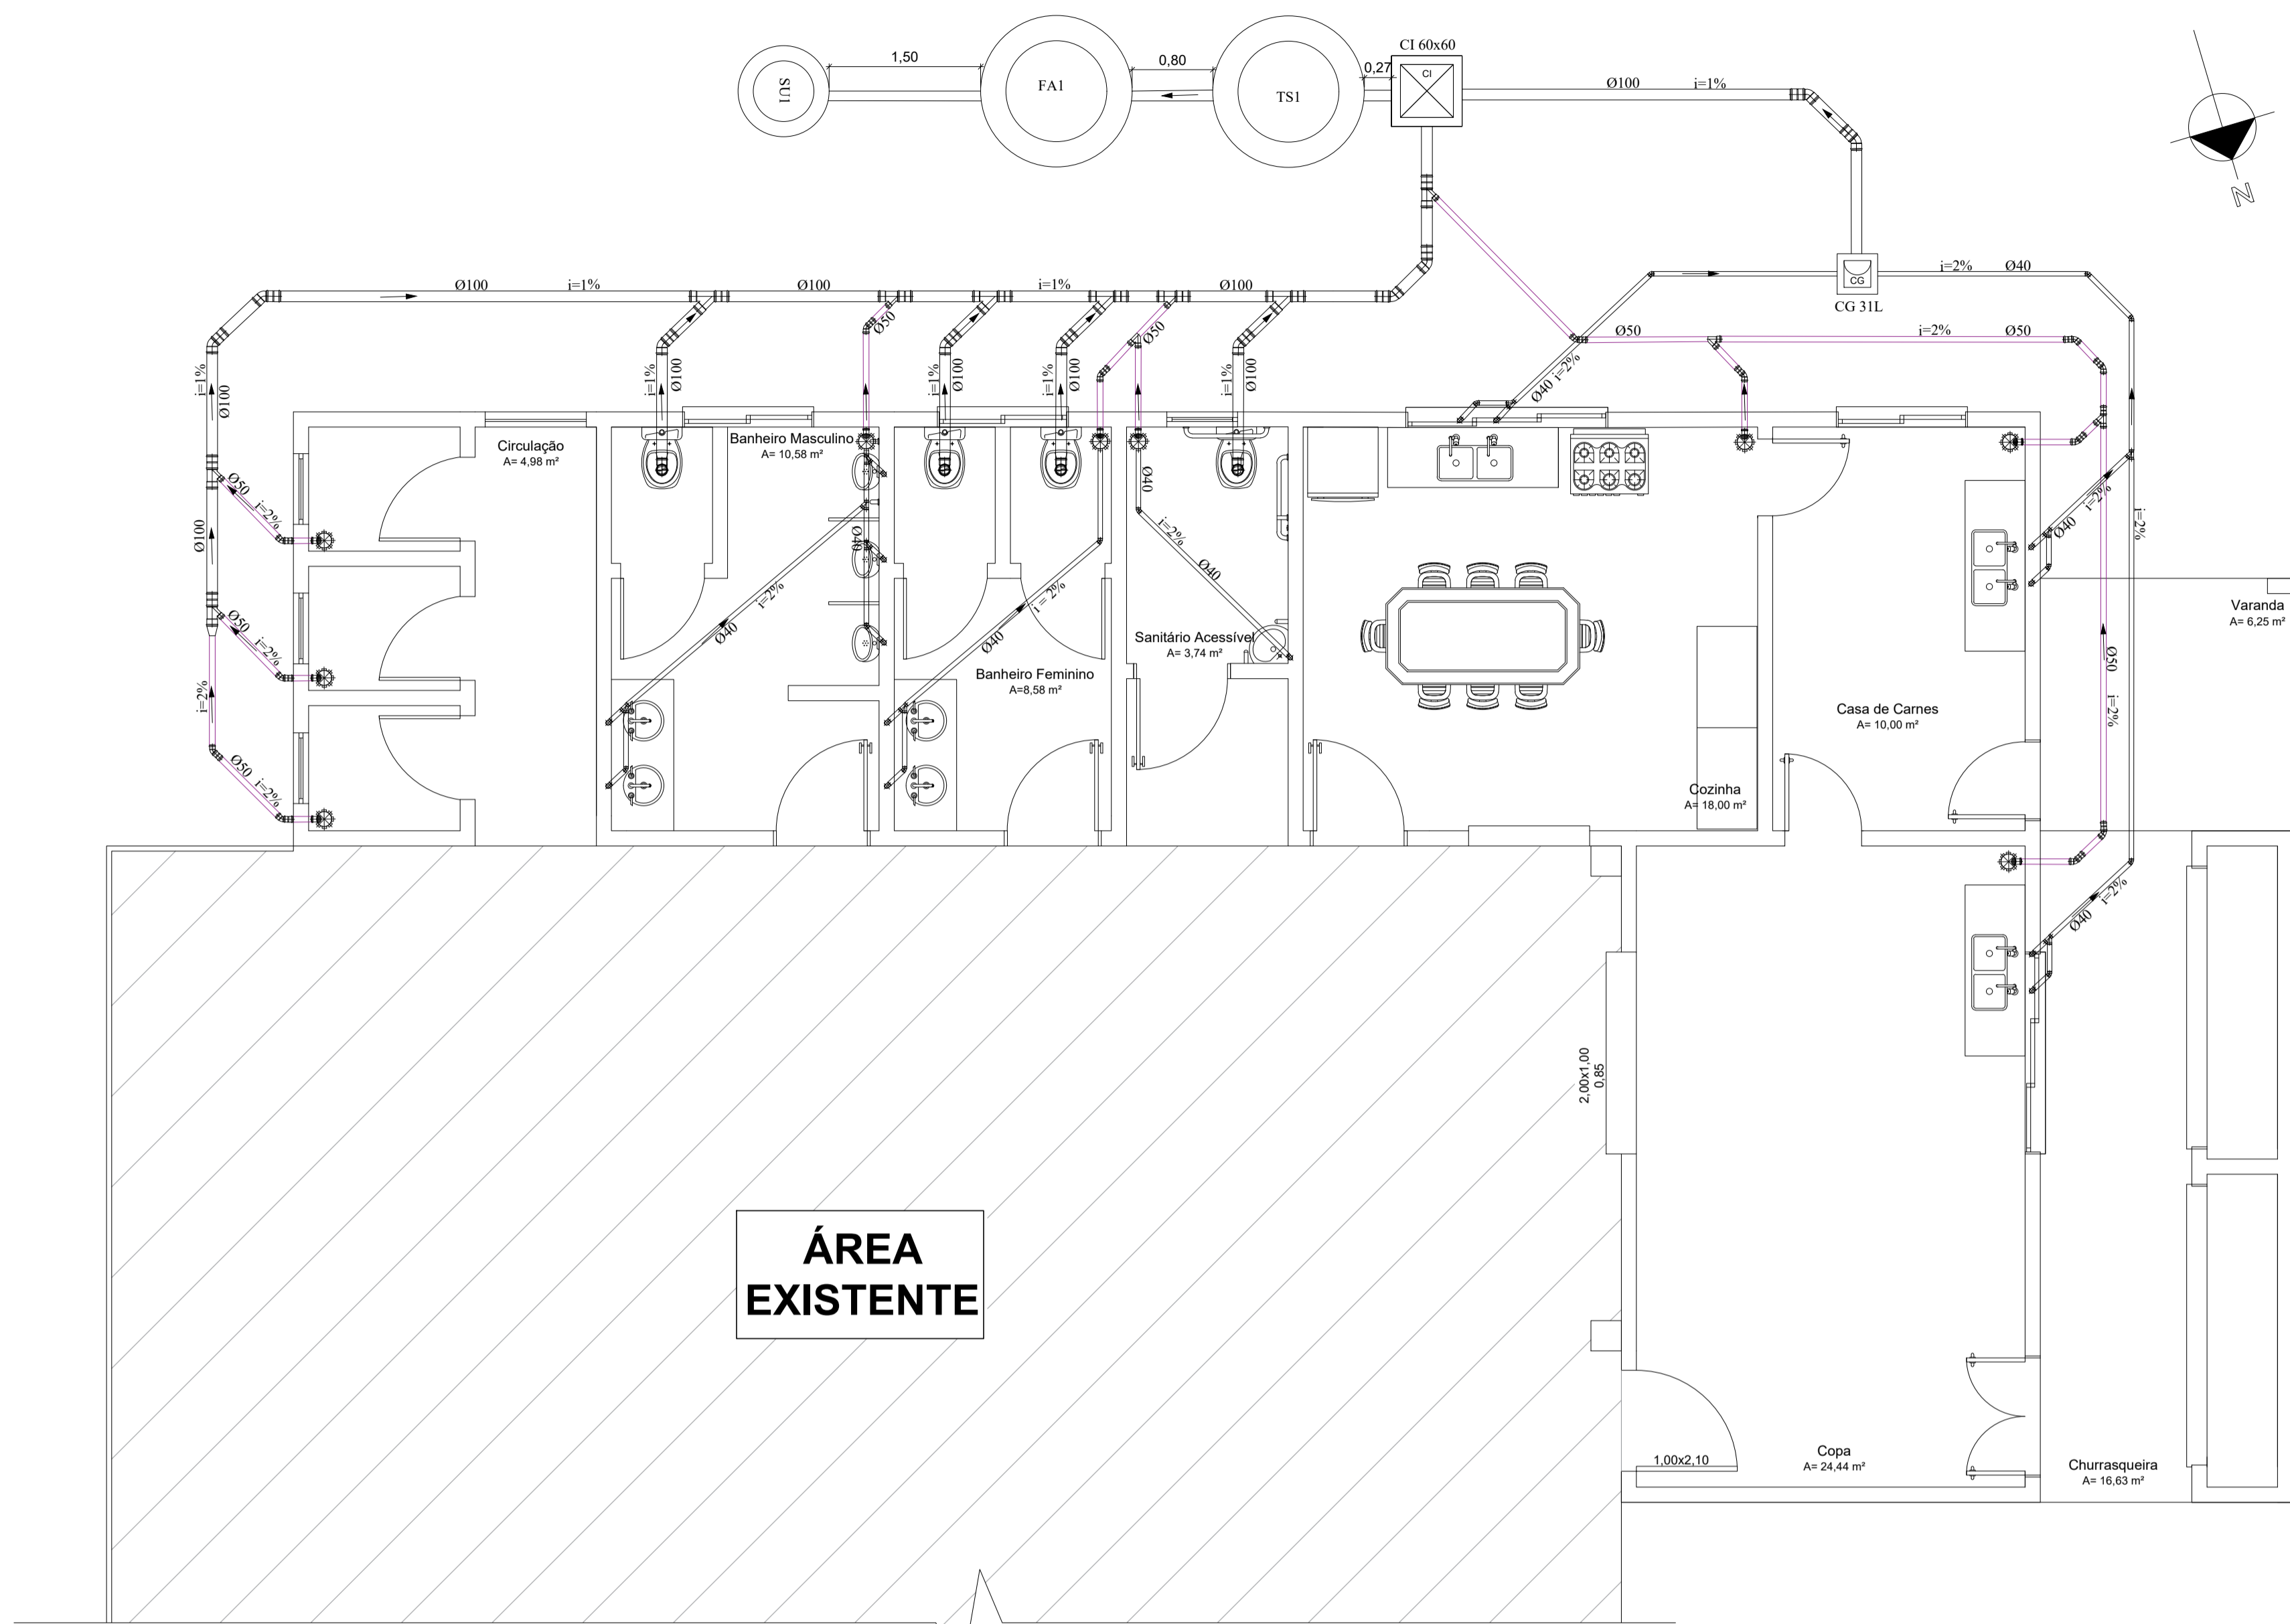 CI 60x60
1,50
0,80
0,27
CI
SU1
FA1
TS1
Ø100 i=1%
N
Ø100 i=1% Ø100 i=1% Ø100
i=2% Ø40
CG
CG 31L
Ø50
Ø50
Ø50 i=2% Ø50
i=1% Ø100
i=1% Ø100
i=1% Ø100
i=1% Ø100
i=1% Ø100
Ø40 i=2%
Circulação
A= 4,98 m²
Banheiro Masculino
A= 10,58 m²
Ø40
i=2%
Ø40
Ø50 i=2%
Ø100
Ø40
Ø40 i=2%
i=2%
Ø40 i=2%
Ø40 i = 2%
Ø50 i=2%
Sanitário Acessível
A= 3,74 m²
Varanda
A= 6,25 m²
Banheiro Feminino
A=8,58 m²
Ø50 i=2%
i=2%
Casa de Carnes
A= 10,00 m²
Ø50 i=2%
Cozinha
A= 18,00 m²
Ø40 i=2%
2,00x1,00
0,85
ÁREA
EXISTENTE
1,00x2,10
Copa
A= 24,44 m²
Churrasqueira
A= 16,63 m²